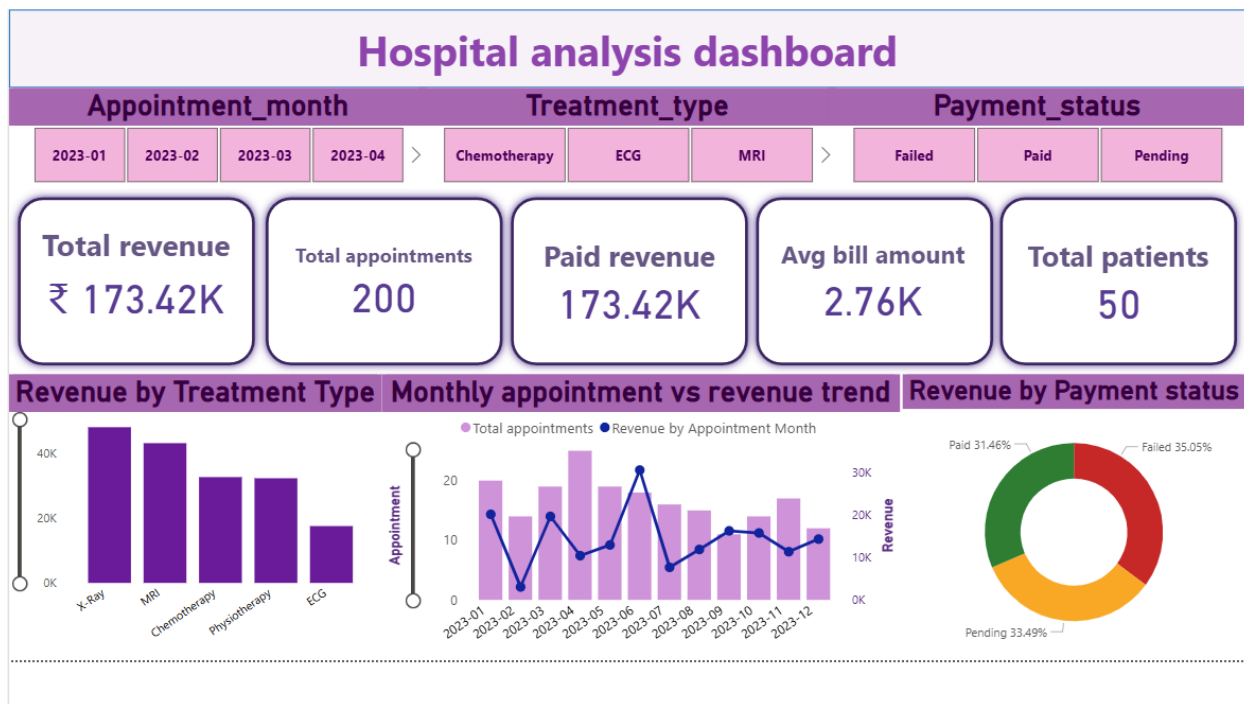 Hospital analysis dashboard
Appointment_month Treatment_type Payment_status
2023-01 2023-02 2023-03 2023-04 Chemotherapy ECG MRI Failed Paid Pending
Total revenue
₹ 173.42K
Total appointments
200
Paid revenue
173.42K
Avg bill amount
2.76K
Total patients
50
Revenue by Treatment Type
40K
20K
0K
X-Ray
MRI
Chemotherapy
Physiotherapy
ECG
Monthly appointment vs revenue trend
Total appointments Revenue by Appointment Month
Appointment
20
10
0
30K
20K
10K
0K
Revenue
2023-01
2023-02
2023-03
2023-04
2023-05
2023-06
2023-07
2023-08
2023-09
2023-10
2023-11
2023-12
Revenue by Payment status
Paid 31.46%
Failed 35.05%
Pending 33.49%